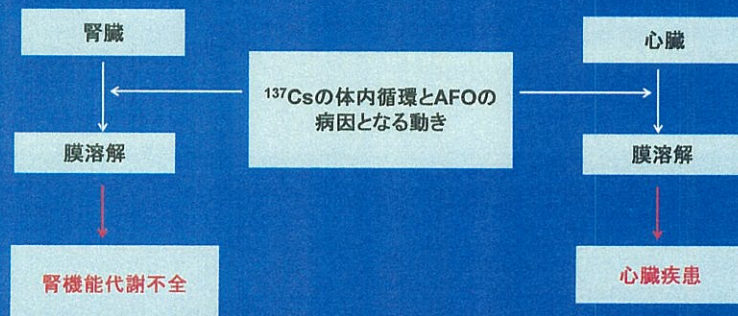 腎臓
心臓
¹³⁷Csの体内循環とAFOの
病因となる動き
膜溶解
膜溶解
腎機能代謝不全
心臓疾患